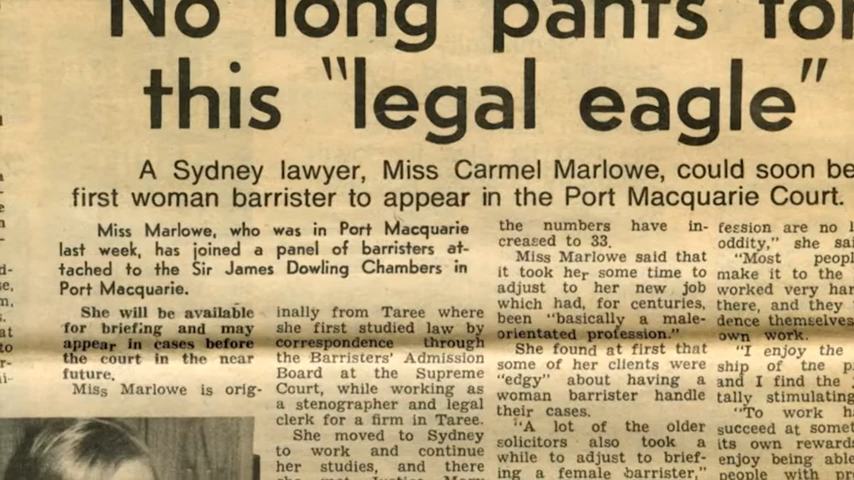 No long pants for
this "legal eagle"
A Sydney lawyer, Miss Carmel Marlowe, could soon be
first woman barrister to appear in the Port Macquarie Court.
Miss Marlowe, who was in Port Macquarie
last week, has joined a panel of barristers at-
tached to the Sir James Dowling Chambers in
Port Macquarie.
She will be available
for briefing and may
appear in cases before
the court in the near
future.
Miss Marlowe is orig-
inally from Taree where
she first studied law by
correspondence through
the Barristers' Admission
Board at the Supreme
Court, while working as
a stenographer and legal
clerk for a firm in Taree.
She moved to Sydney
to work and continue
her studies, and there
she met Justice Mary
the numbers have in-
creased to 33.
Miss Marlowe said that
it took her some time to
adjust to her new job
which had, for centuries,
been "basically a male-
orientated profession."
She found at first that
some of her clients were
"edgy" about having a
woman barrister handle
their cases.
"A lot of the older
solicitors also took a
while to adjust to brief-
ing a female barrister,"
fession are no
oddity," she
"Most
make it to the
worked very
there, and they
dence themselves
own work.
"I enjoy the
ship of the
and I find the
tally stimulating
"To work
succeed at
its own rewards
enjoy being able
people with